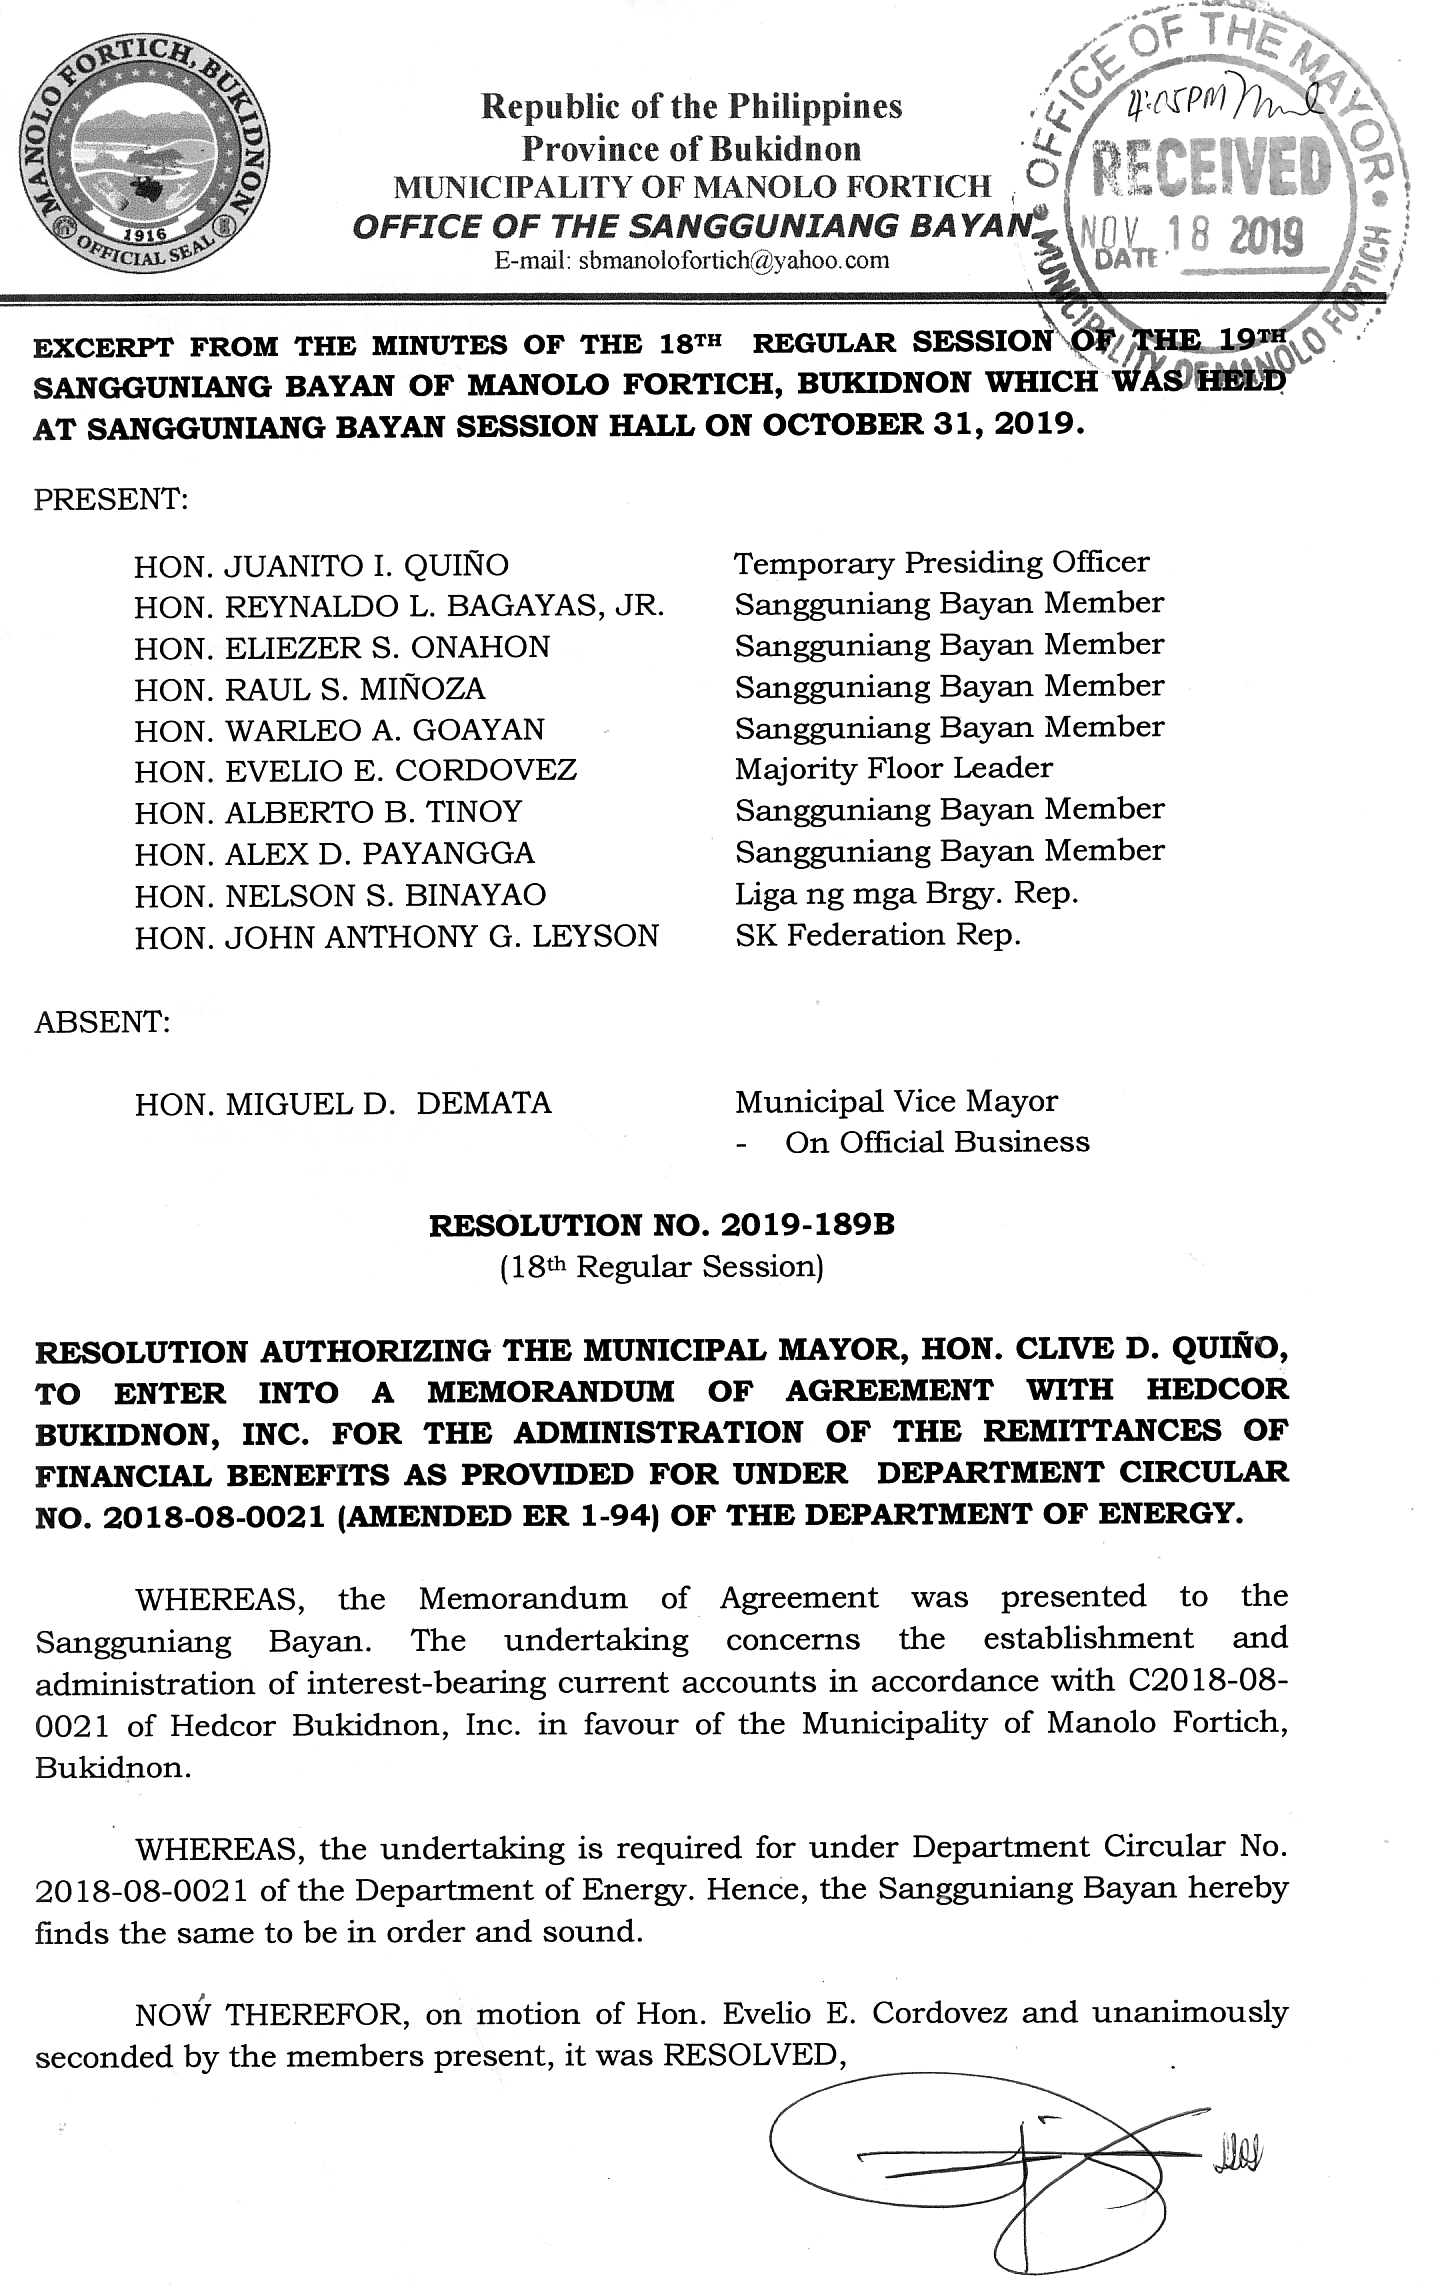 MANOLO FORTICH, BUKIDNON
1916
OFFICIAL SEAL
Republic of the Philippines
Province of Bukidnon
MUNICIPALITY OF MANOLO FORTICH
OFFICE OF THE SANGGUNIANG BAYAN
E-mail: sbmanolofortich@yahoo.com
OFFICE OF THE MAYOR
4:05PM
RECEIVED
NOV 18 2019
DATE
MUNICIPALITY OF MANOLO FORTICH
EXCERPT FROM THE MINUTES OF THE 18TH REGULAR SESSION OF THE 19TH
SANGGUNIANG BAYAN OF MANOLO FORTICH, BUKIDNON WHICH WAS HELD
AT SANGGUNIANG BAYAN SESSION HALL ON OCTOBER 31, 2019.
PRESENT:
HON. JUANITO I. QUIÑO Temporary Presiding Officer
HON. REYNALDO L. BAGAYAS, JR. Sangguniang Bayan Member
HON. ELIEZER S. ONAHON Sangguniang Bayan Member
HON. RAUL S. MIÑOZA Sangguniang Bayan Member
HON. WARLEO A. GOAYAN Sangguniang Bayan Member
HON. EVELIO E. CORDOVEZ Majority Floor Leader
HON. ALBERTO B. TINOY Sangguniang Bayan Member
HON. ALEX D. PAYANGGA Sangguniang Bayan Member
HON. NELSON S. BINAYAO Liga ng mga Brgy. Rep.
HON. JOHN ANTHONY G. LEYSON SK Federation Rep.
ABSENT:
HON. MIGUEL D. DEMATA Municipal Vice Mayor
- On Official Business
RESOLUTION NO. 2019-189B
(18th Regular Session)
RESOLUTION AUTHORIZING THE MUNICIPAL MAYOR, HON. CLIVE D. QUIÑO,
TO ENTER INTO A MEMORANDUM OF AGREEMENT WITH HEDCOR
BUKIDNON, INC. FOR THE ADMINISTRATION OF THE REMITTANCES OF
FINANCIAL BENEFITS AS PROVIDED FOR UNDER DEPARTMENT CIRCULAR
NO. 2018-08-0021 (AMENDED ER 1-94) OF THE DEPARTMENT OF ENERGY.
WHEREAS, the Memorandum of Agreement was presented to the
Sangguniang Bayan. The undertaking concerns the establishment and
administration of interest-bearing current accounts in accordance with C2018-08-
0021 of Hedcor Bukidnon, Inc. in favour of the Municipality of Manolo Fortich,
Bukidnon.
WHEREAS, the undertaking is required for under Department Circular No.
2018-08-0021 of the Department of Energy. Hence, the Sangguniang Bayan hereby
finds the same to be in order and sound.
NOW THEREFOR, on motion of Hon. Evelio E. Cordovez and unanimously
seconded by the members present, it was RESOLVED,